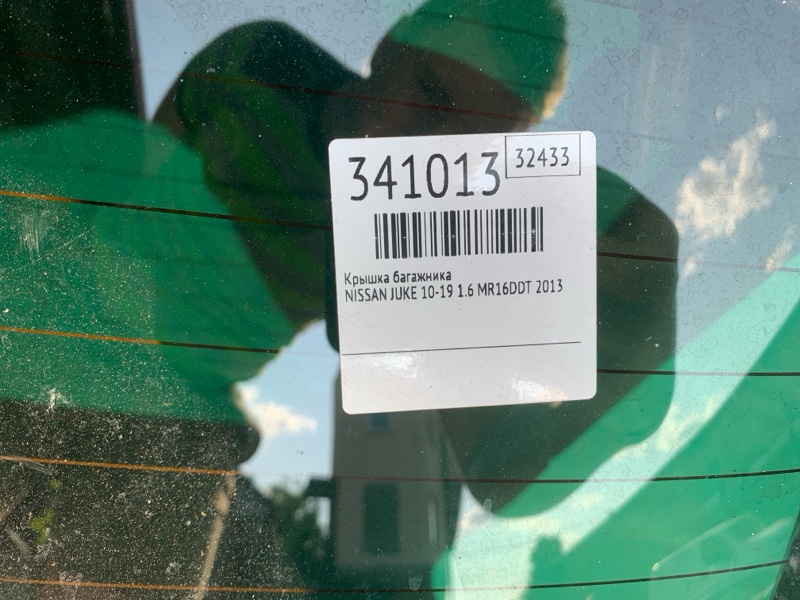 341013
32433
Крышка багажника
NISSAN JUKE 10-19 1.6 MR16DDT 2013